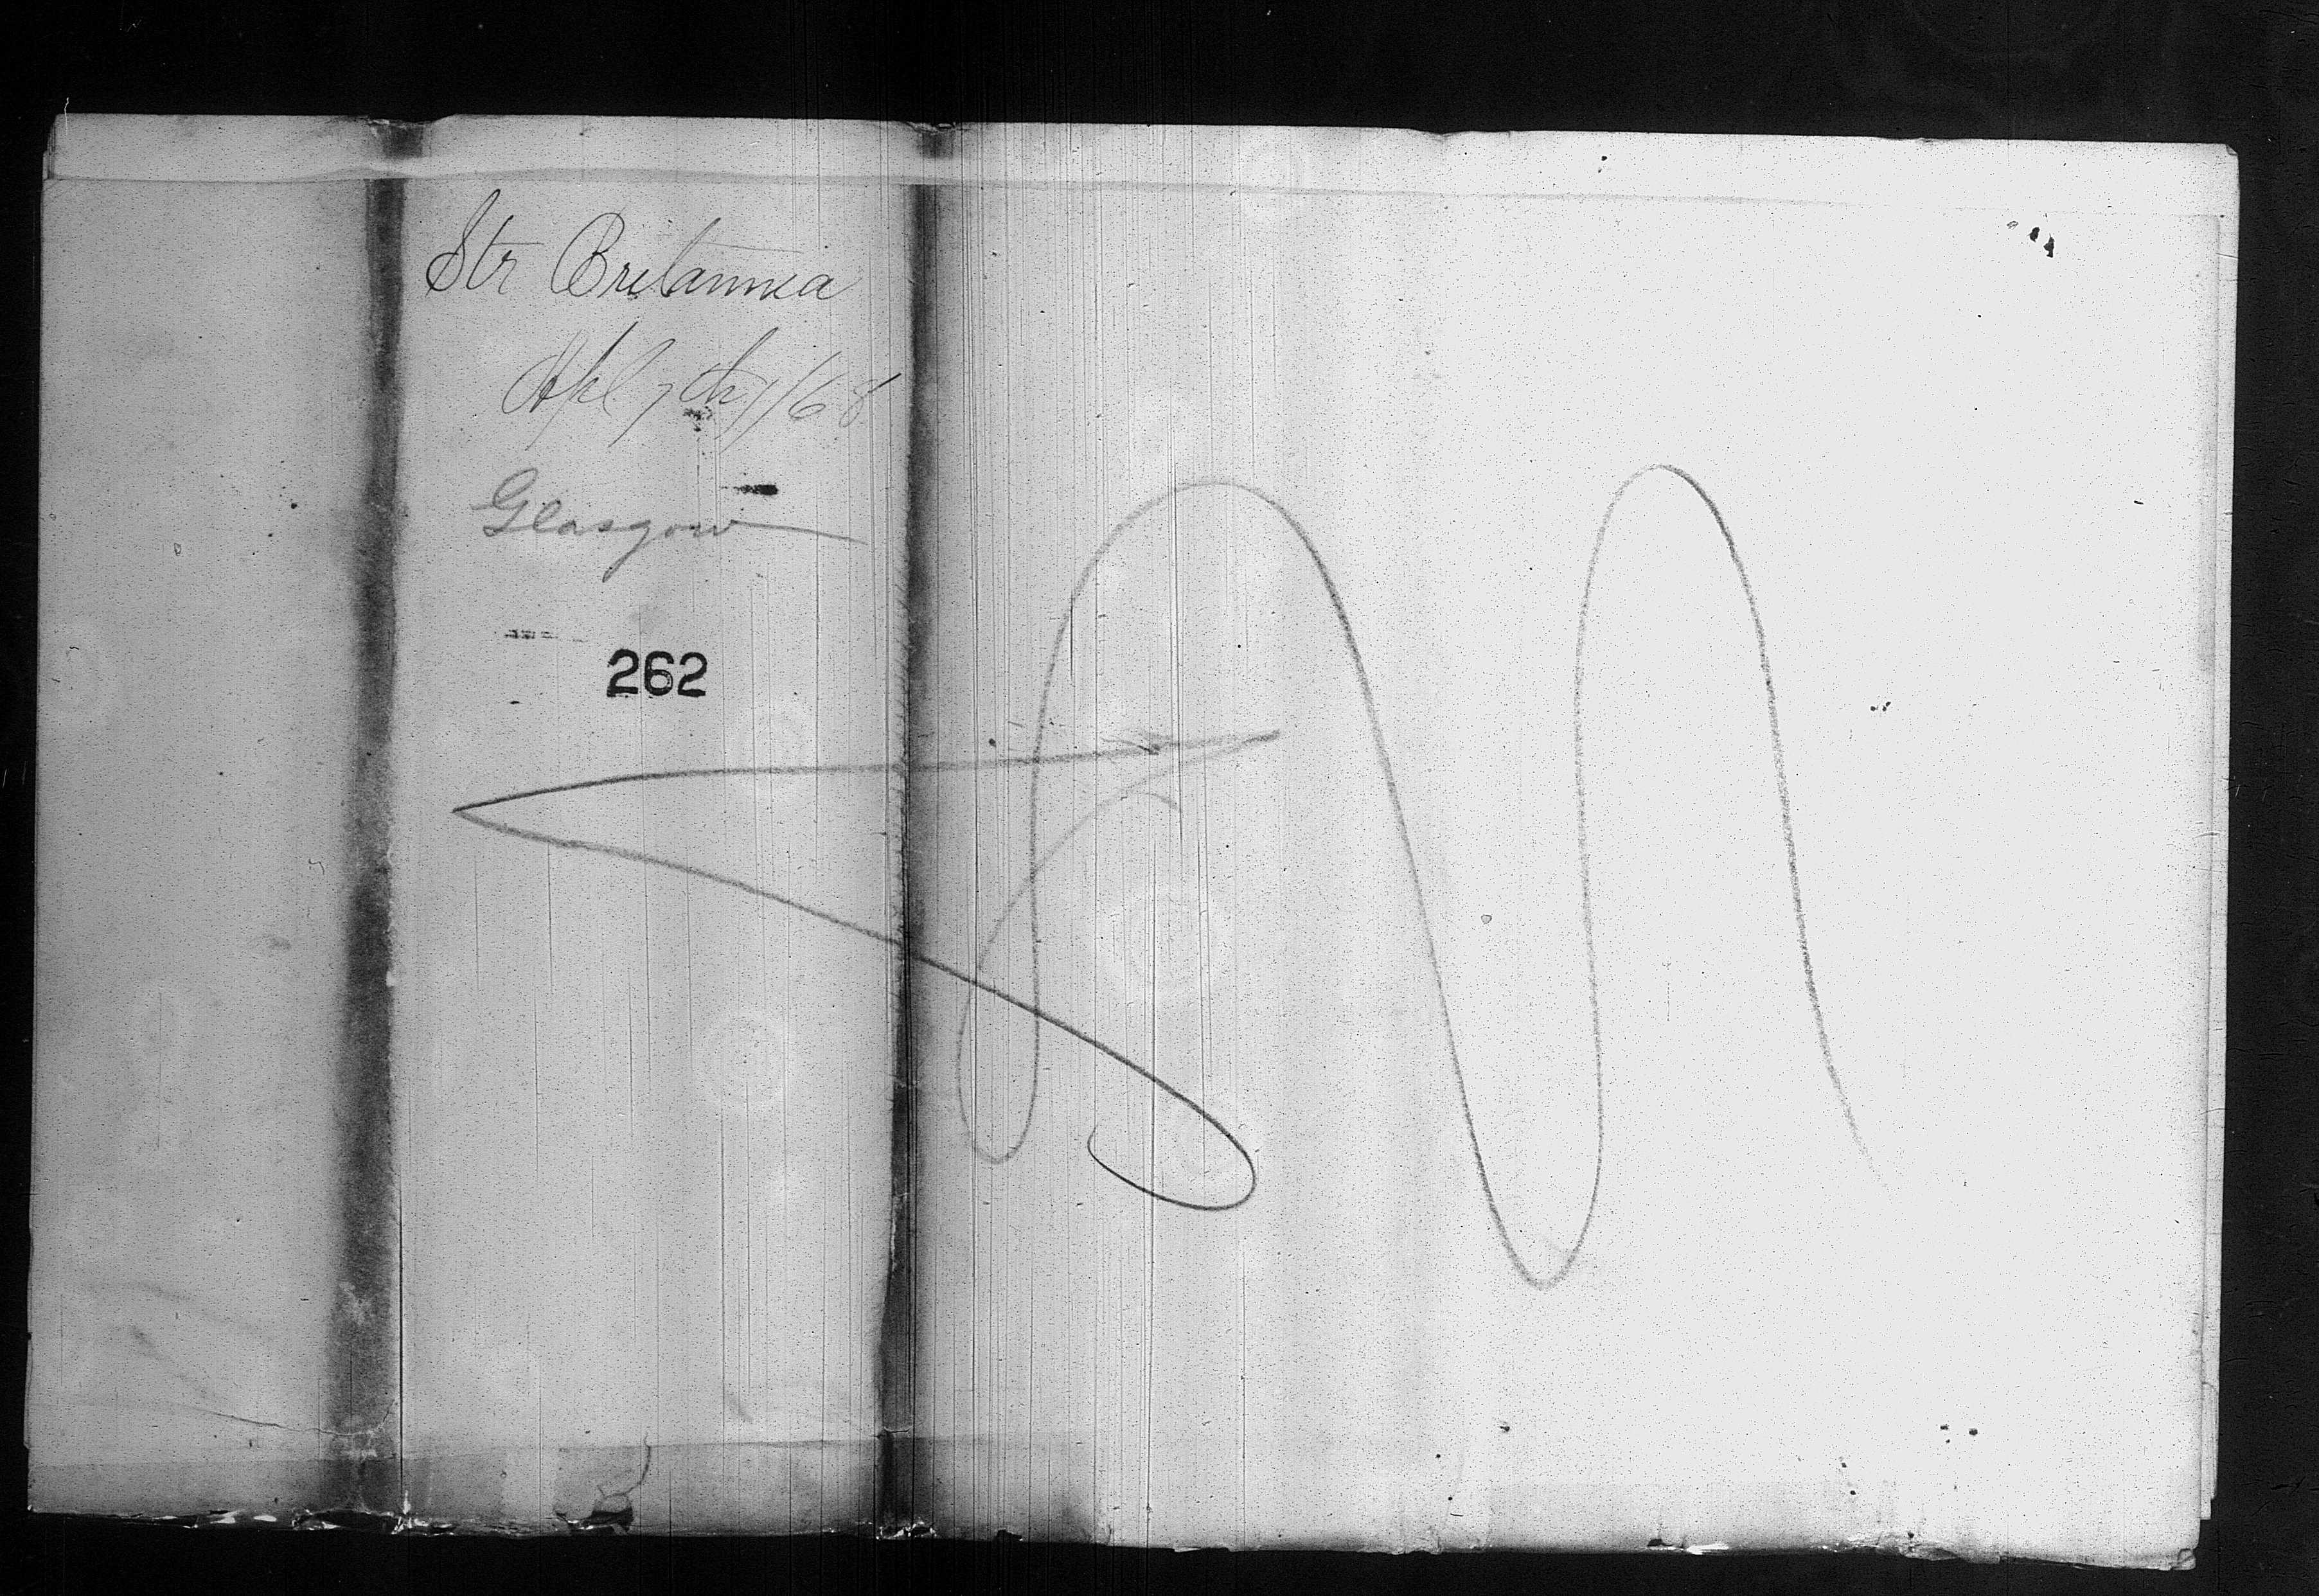 Str Britannia
Apl 7th/68
Glasgow
262